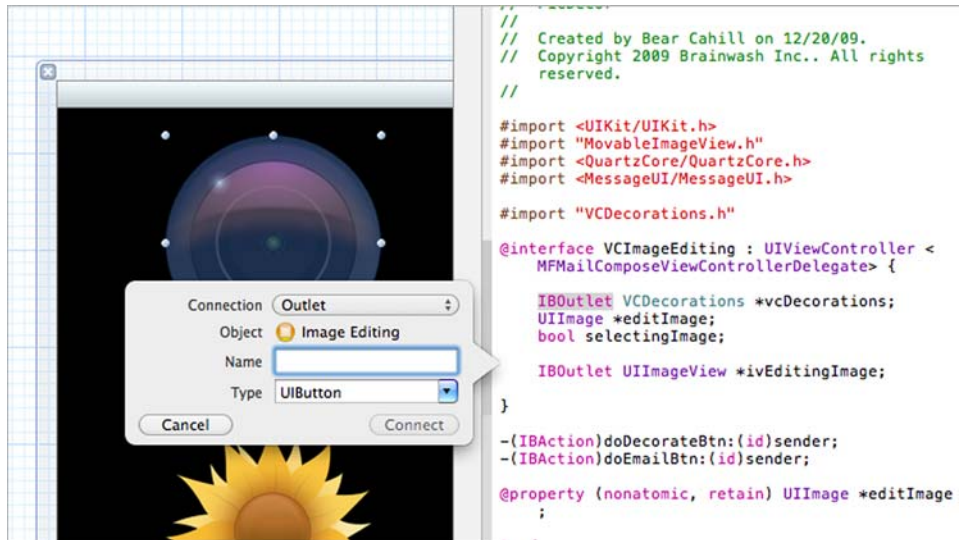 //
// Created by Bear Cahill on 12/20/09.
// Copyright 2009 Brainwash Inc.. All rights
reserved.
//
#import <UIKit/UIKit.h>
#import "MovableImageView.h"
#import <QuartzCore/QuartzCore.h>
#import <MessageUI/MessageUI.h>
#import "VCDecorations.h"
@interface VCImageEditing : UIViewController <
MFMailComposeViewControllerDelegate> {
IBOutlet VCDecorations *vcDecorations;
UIImage *editImage;
bool selectingImage;
IBOutlet UIImageView *ivEditingImage;
}
-(IBAction)doDecorateBtn:(id)sender;
-(IBAction)doEmailBtn:(id)sender;
@property (nonatomic, retain) UIImage *editImage
;
Connection Outlet
Object Image Editing
Name
Type UIButton
Cancel Connect